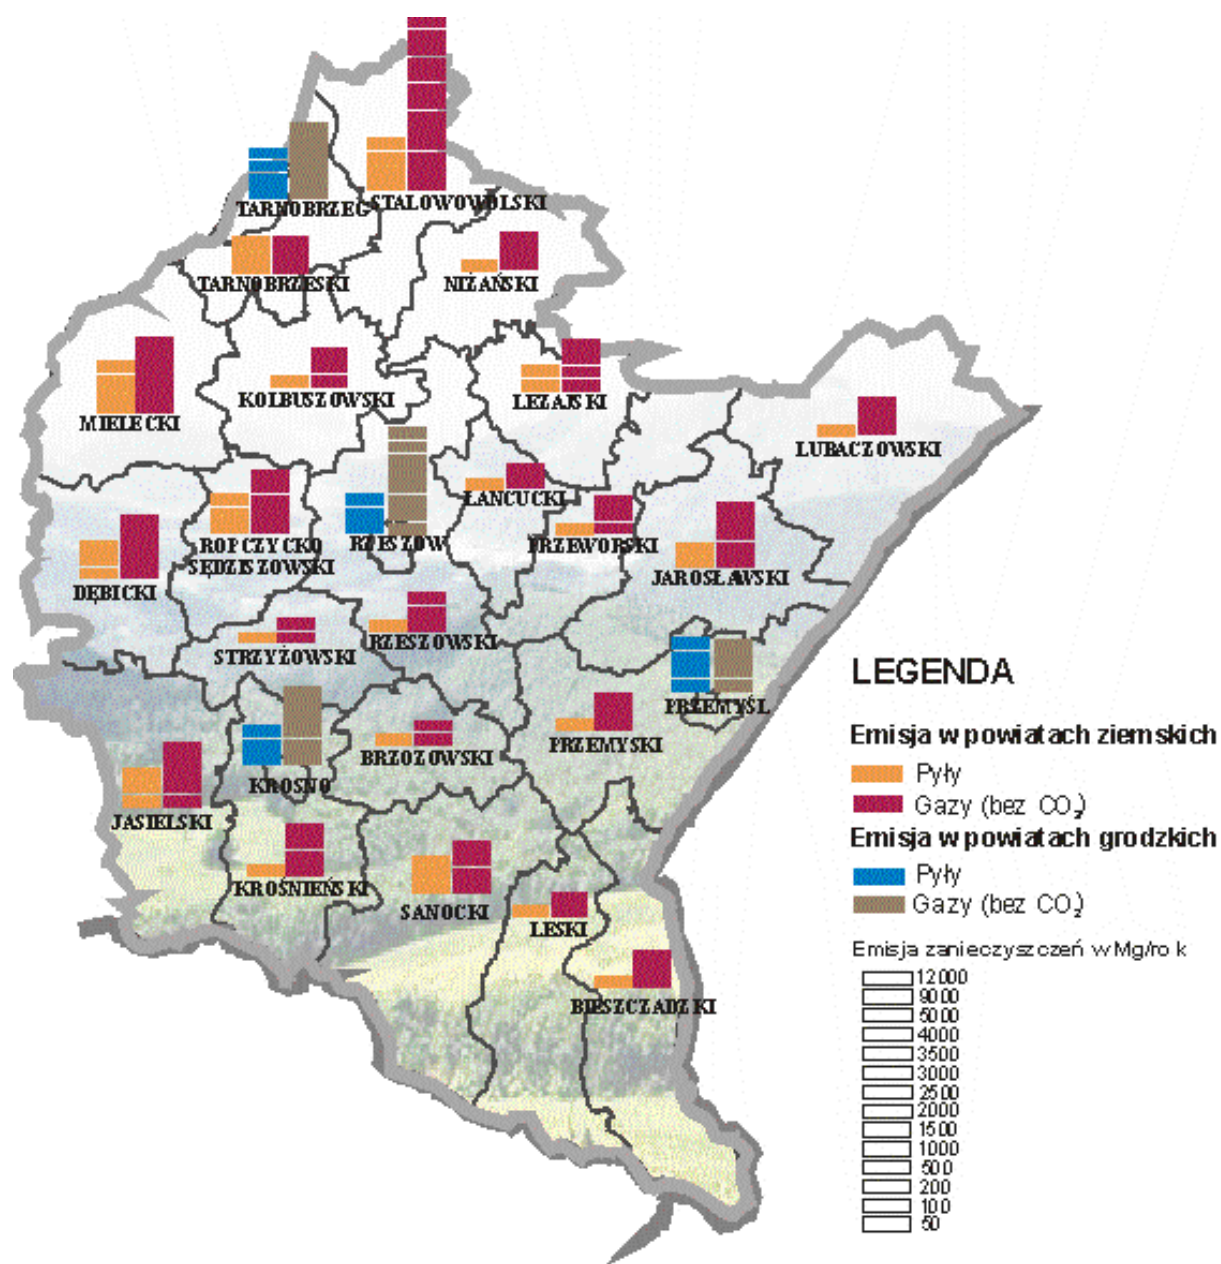 TARNOBRZEG
STALOWOWOLSKI
TARNOBRZESKI
NIŻAŃSKI
KOLBUSZOWSKI
LEŻAJSKI
MIELECKI
LUBACZOWSKI
ŁAŃCUCKI
ROPCZYCKO
SĘDZISZOWSKI
RZESZÓW
PRZEWORSKI
JAROSŁAWSKI
DĘBICKI
RZESZOWSKI
STRZYŻOWSKI
PRZEMYŚL
PRZEMYSKI
BRZOZOWSKI
KROSNO
JASIELSKI
KROŚNIEŃSKI
SANOCKI
LESKI
BIESZCZADZKI
LEGENDA
Emisja w powiatach ziemskich
Pyły
Gazy (bez CO₂)
Emisja w powiatach grodzkich
Pyły
Gazy (bez CO₂)
Emisja zanieczyszczeń w Mg/rok
12000
9000
5000
4000
3500
3000
2500
2000
1500
1000
500
200
100
50